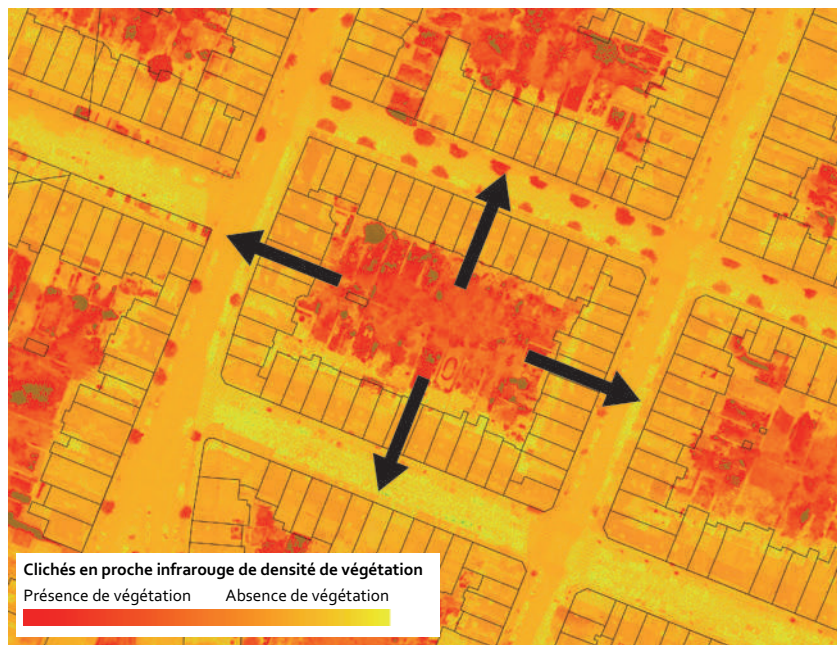 Clichés en proche infrarouge de densité de végétation
Présence de végétation Absence de végétation